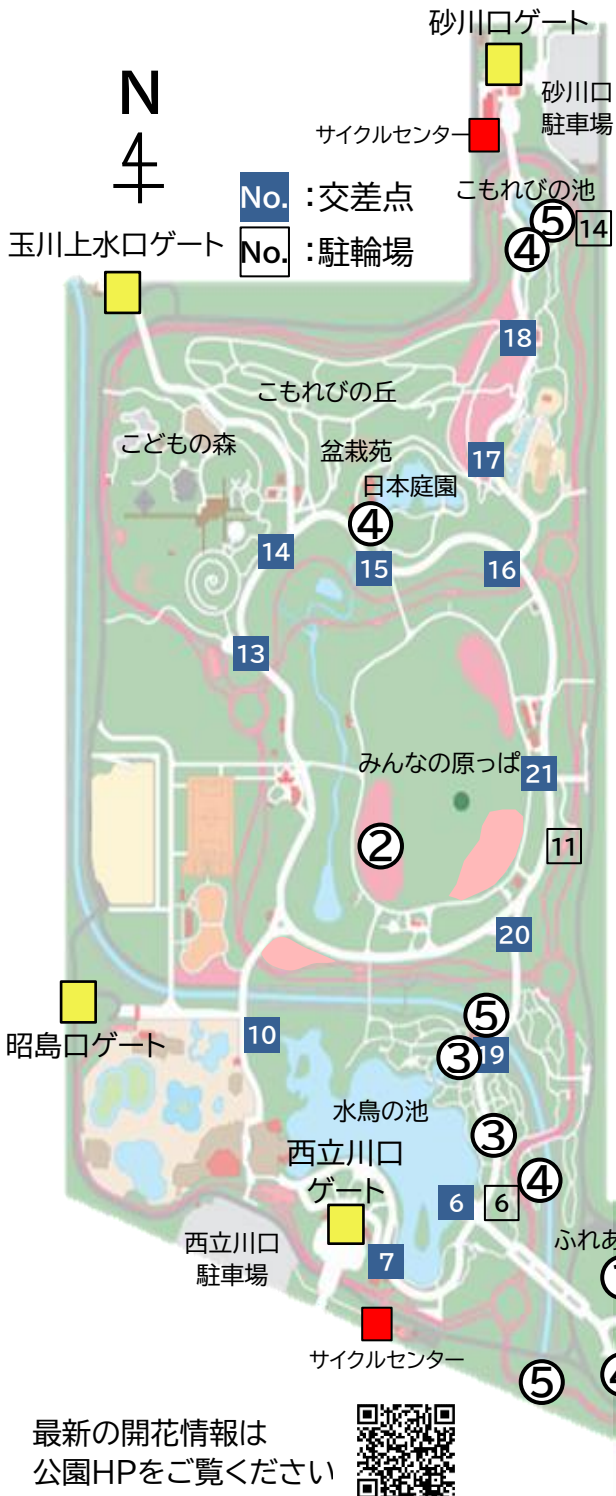 砂川口ゲート
N
砂川口
駐車場
サイクルセンター
No. :交差点
こもれびの池
⑤
14
④
玉川上水口ゲート
No. :駐輪場
18
こもれびの丘
こどもの森
盆栽苑
17
日本庭園
④
14
15
16
13
みんなの原っぱ
21
②
11
20
⑤
昭島口ゲート
10
③
19
水鳥の池
③
西立川口
ゲート
④
6
6
7
西立川口
駐車場
ふれあ
サイクルセンター
⑤
最新の開花情報は
公園HPをご覧ください